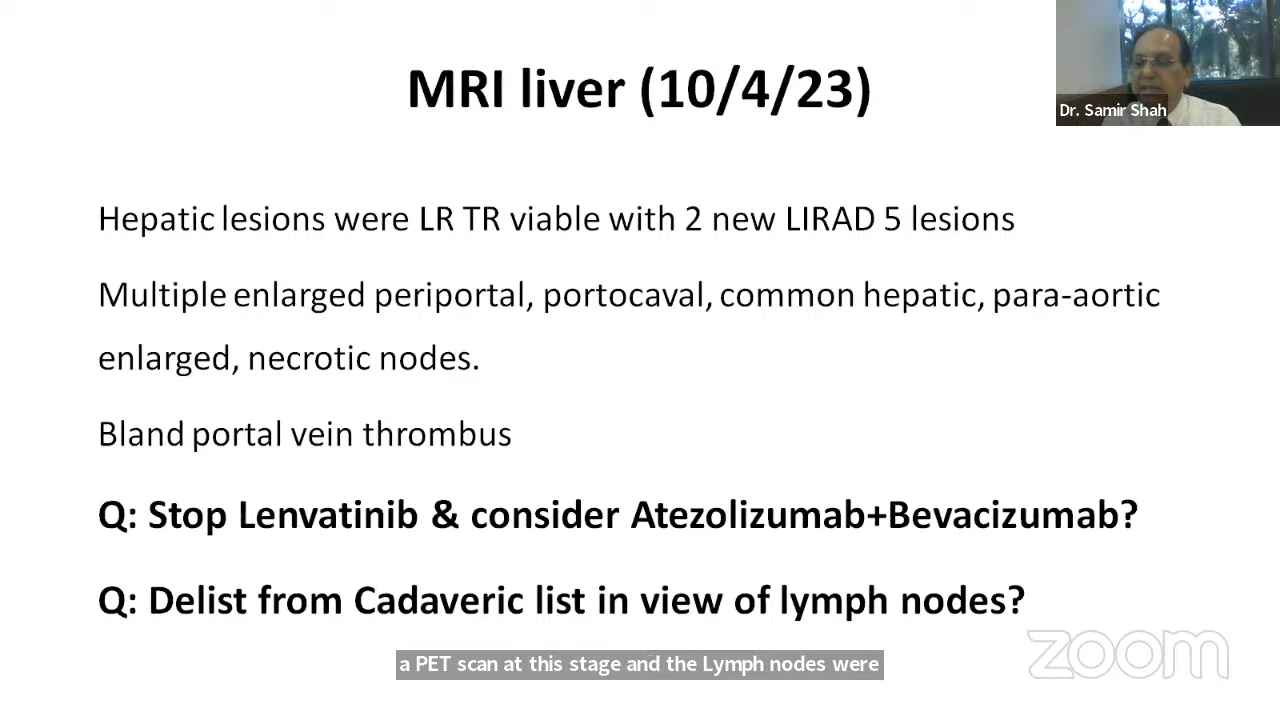 MRI liver (10/4/23)
Dr. Samir Shah
Hepatic lesions were LR TR viable with 2 new LIRAD 5 lesions
Multiple enlarged periportal, portocaval, common hepatic, para-aortic
enlarged, necrotic nodes.
Bland portal vein thrombus
Q: Stop Lenvatinib & consider Atezolizumab+Bevacizumab?
Q: Delist from Cadaveric list in view of lymph nodes?
zoom
a PET scan at this stage and the Lymph nodes were